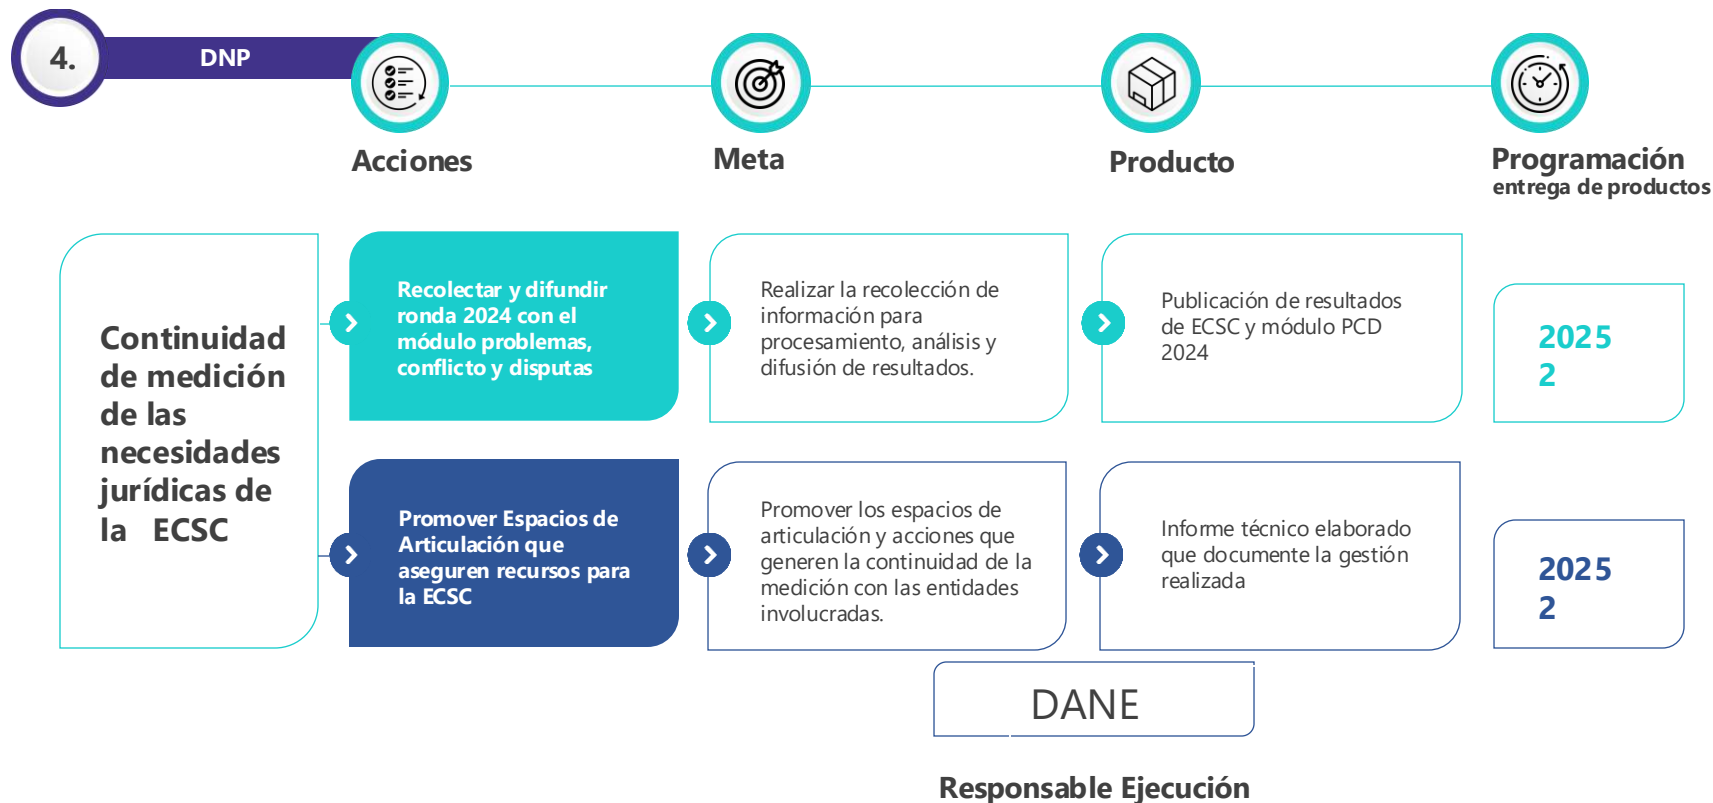 4.
DNP
Acciones
Meta
Producto
Programación
entrega de productos
Continuidad
de medición
de las
necesidades
jurídicas de
la ECSC
Recolectar y difundir
ronda 2024 con el
módulo problemas,
conflicto y disputas
Realizar la recolección de
información para
procesamiento, análisis y
difusión de resultados.
Publicación de resultados
de ECSC y módulo PCD
2024
2025
2
Promover Espacios de
Articulación que
aseguren recursos para
la ECSC
Promover los espacios de
articulación y acciones que
generen la continuidad de la
medición con las entidades
involucradas.
Informe técnico elaborado
que documente la gestión
realizada
2025
2
DANE
Responsable Ejecución